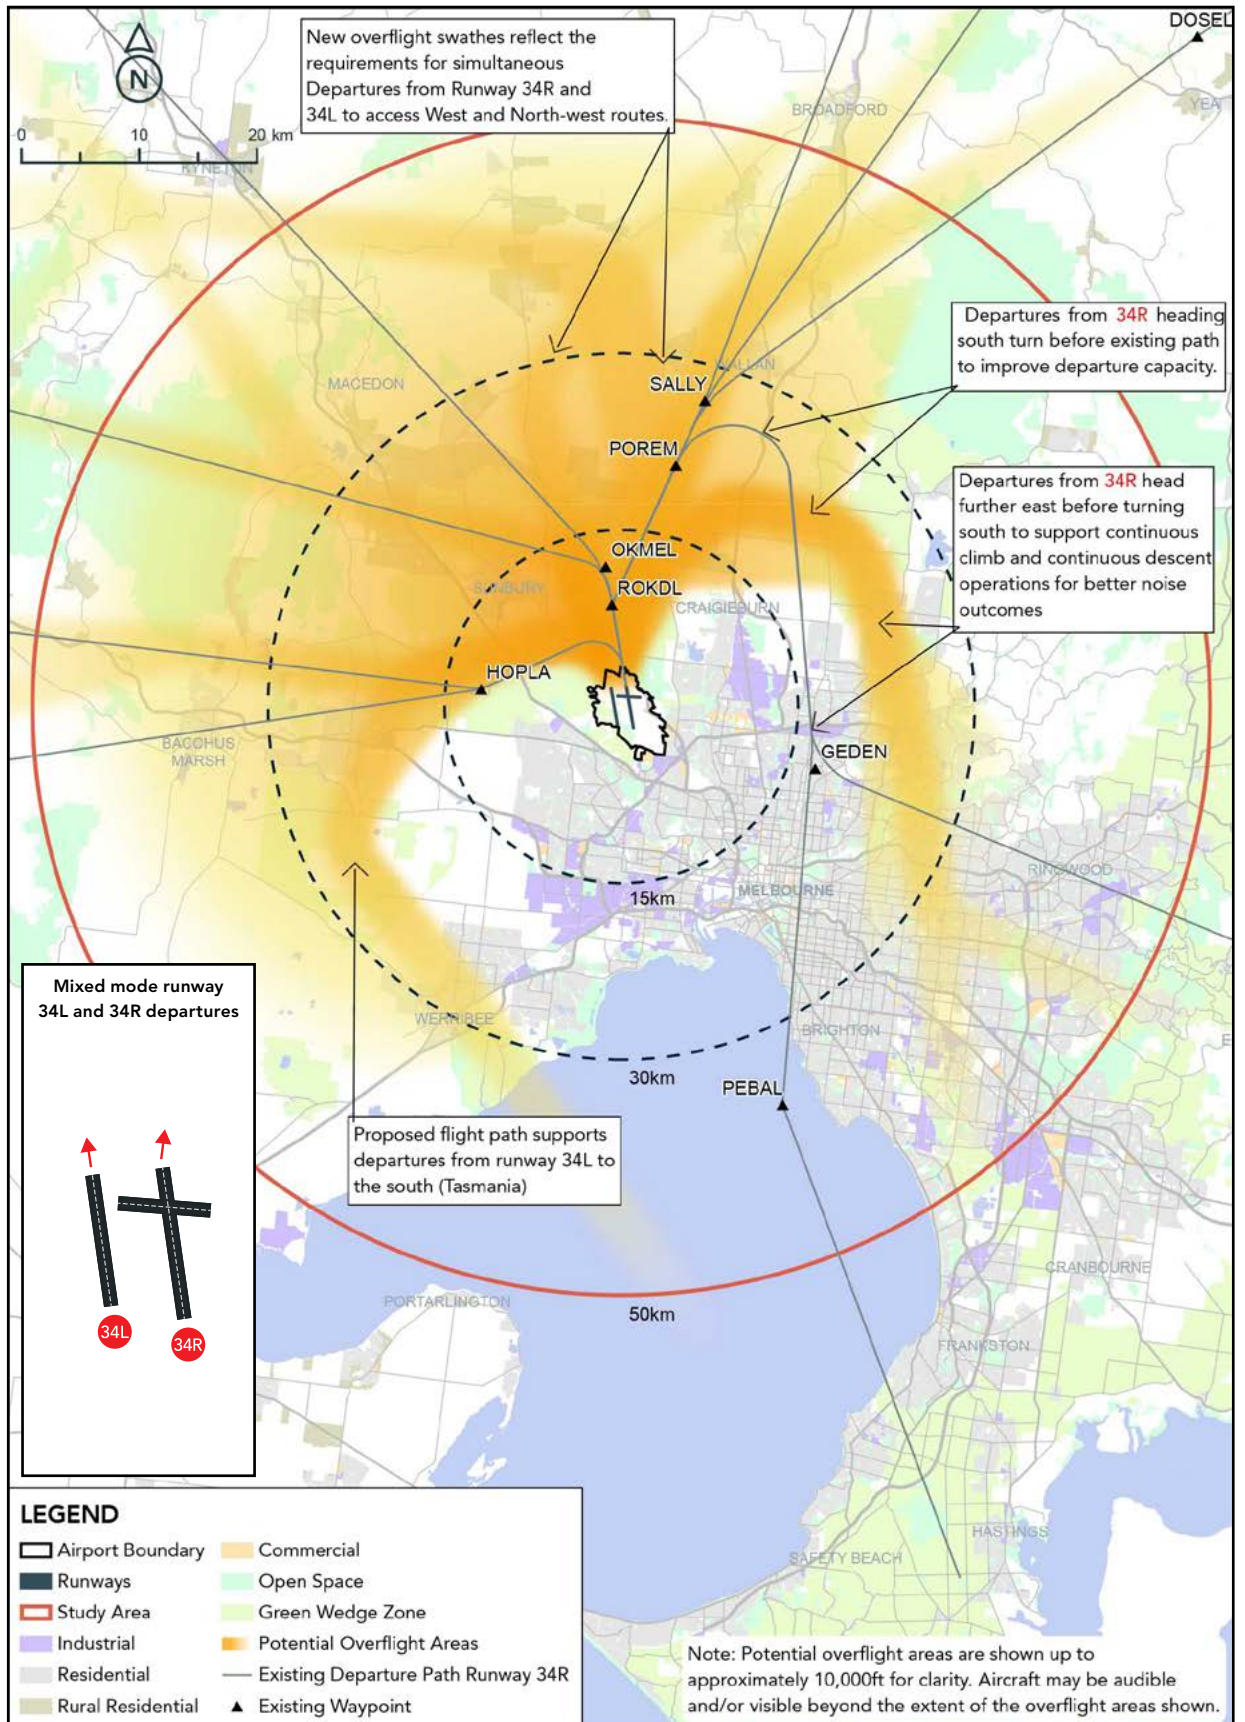 DOSEL
New overflight swathes reflect the
requirements for simultaneous
Departures from Runway 34R and
34L to access West and North-west routes.
N
0 10 20 km
BROADFORD
YEA
KYNETON
Departures from 34R heading
south turn before existing path
to improve departure capacity.
WALLAN
MACEDON
SALLY
POREM
Departures from 34R head
further east before turning
south to support continuous
climb and continuous descent
operations for better noise
outcomes
OKMEL
SUNBURY
ROKDL
CRAIGIEBURN
HOPLA
BACCHUS
MARSH
GEDEN
RINGWOOD
MELBOURNE
15km
Mixed mode runway
34L and 34R departures
WERRIBEE
BRIGHTON
E
30km
PEBAL
Proposed flight path supports
departures from runway 34L to
the south (Tasmania)
CRANBOURNE
PORTARLINGTON
50km
34L
34R
FRANKSTON
HASTINGS
SAFETY BEACH
LEGEND
Airport Boundary
Runways
Study Area
Industrial
Residential
Rural Residential
Commercial
Open Space
Green Wedge Zone
Potential Overflight Areas
Existing Departure Path Runway 34R
Existing Waypoint
Note: Potential overflight areas are shown up to
approximately 10,000ft for clarity. Aircraft may be audible
and/or visible beyond the extent of the overflight areas shown.